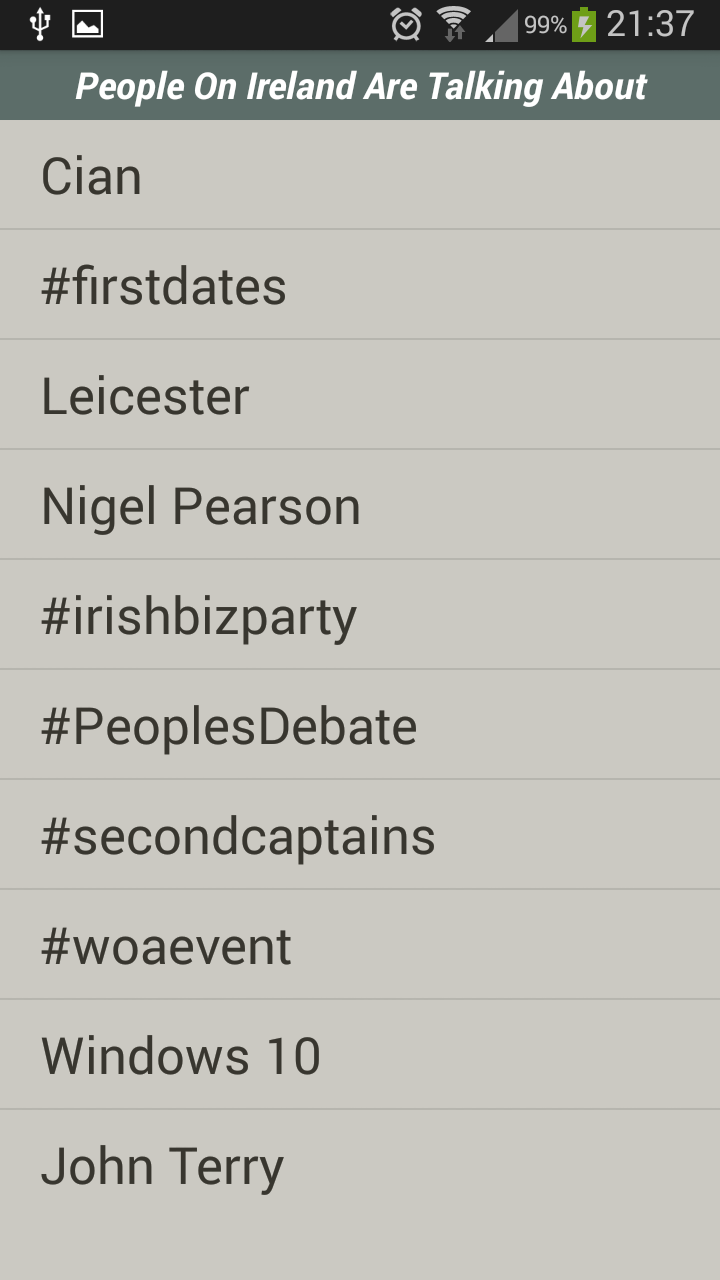 99% 21:37
People On Ireland Are Talking About
Cian
#firstdates
Leicester
Nigel Pearson
#irishbizparty
#PeoplesDebate
#secondcaptains
#woaevent
Windows 10
John Terry